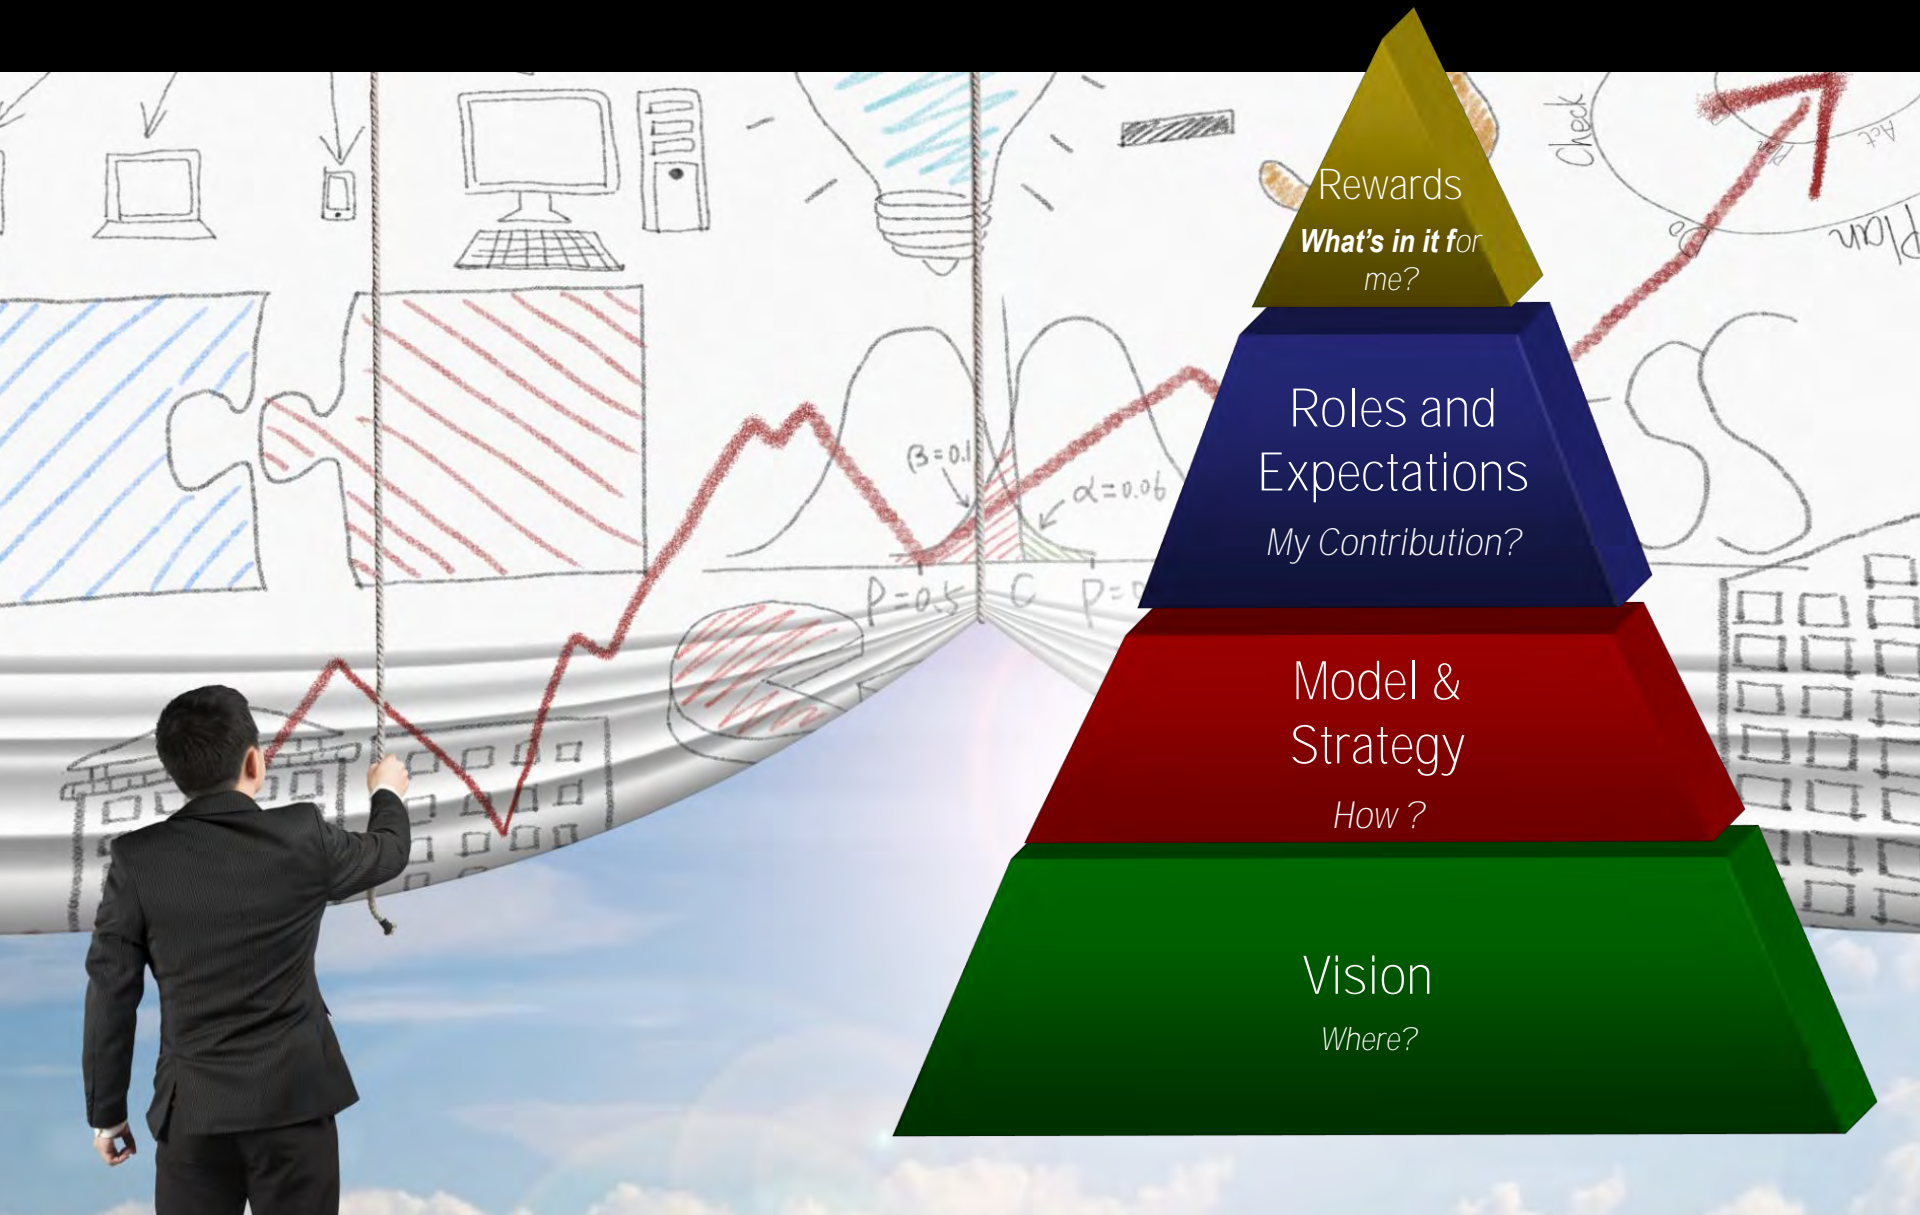 Check
Act
Plan
Plan
β=0.1
α=0.06
P=0.5
C
Rewards
What's in it for
me?
Roles and
Expectations
My Contribution?
Model &
Strategy
How ?
Vision
Where?